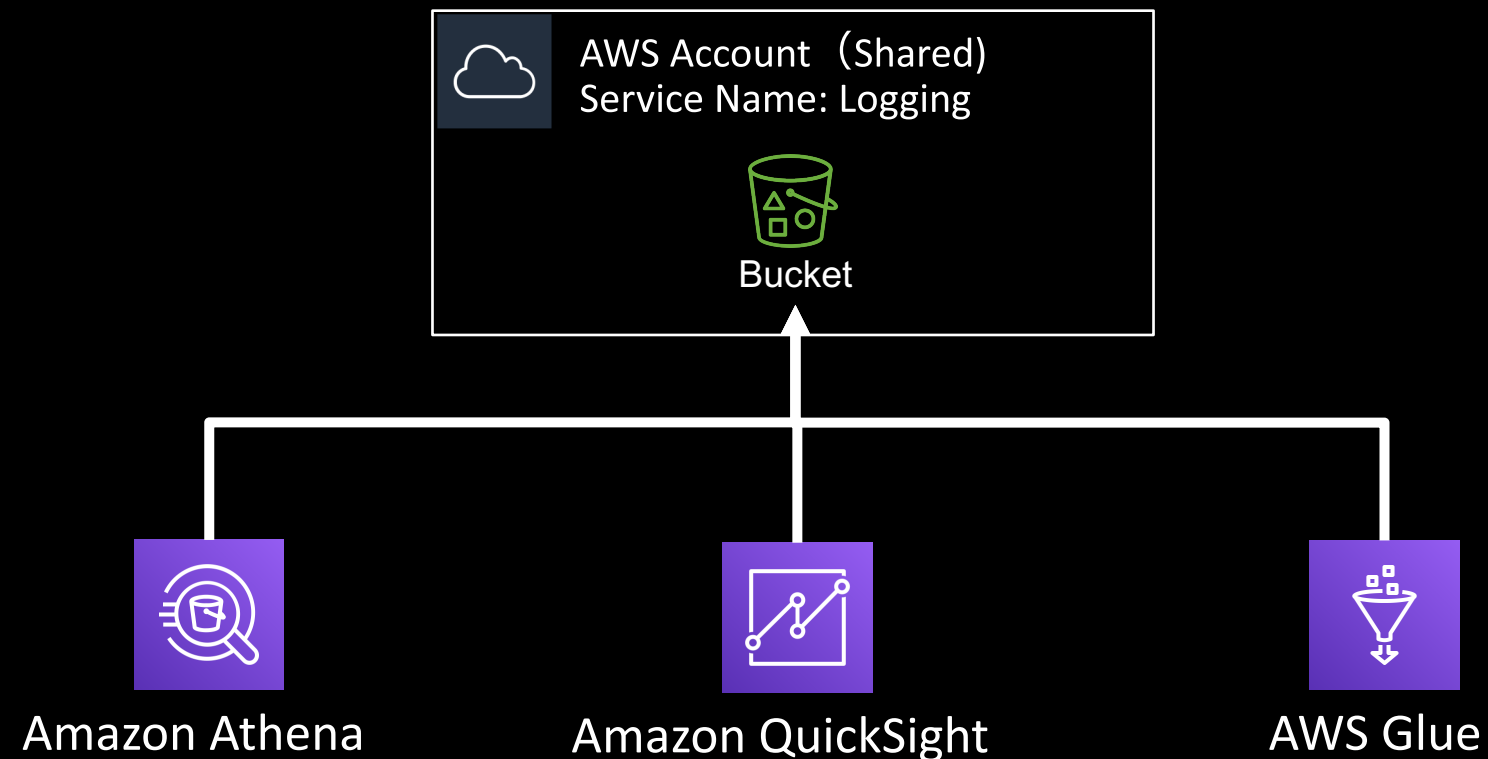 AWS Account（Shared)
Service Name: Logging
Bucket
Amazon Athena
Amazon QuickSight
AWS Glue